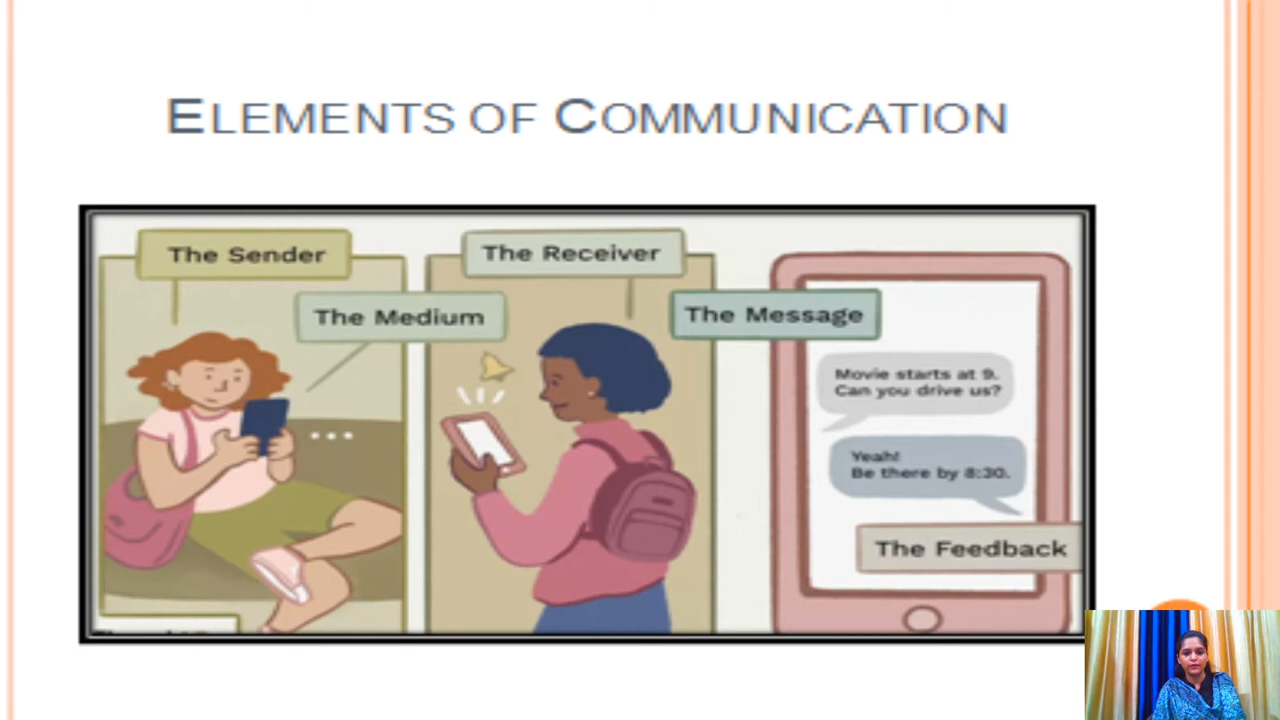 ELEMENTS OF COMMUNICATION
The Sender
The Medium
The Receiver
The Message
Movie starts at 9.
Can you drive us?
Yeah!
Be there by 8:30.
The Feedback